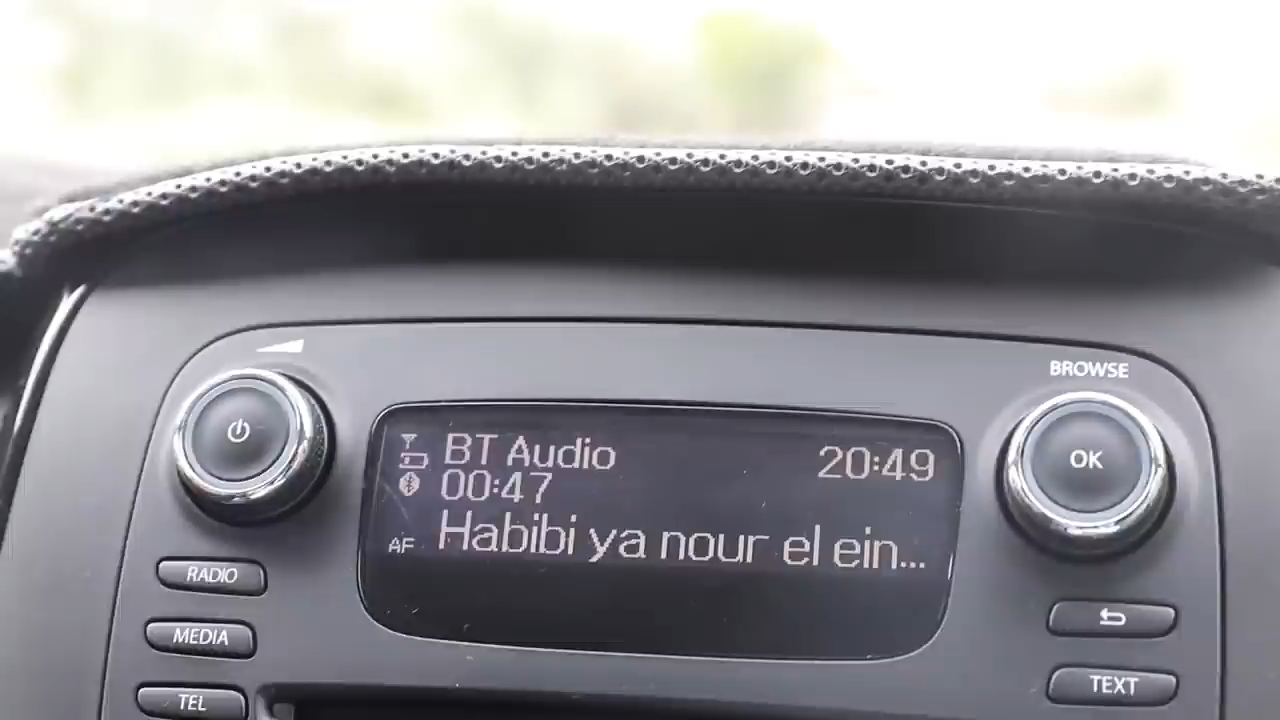 BROWSE
OK
BT Audio 20:49
00:47
AF Habibi ya nour el ein...
RADIO
MEDIA
TEL
TEXT